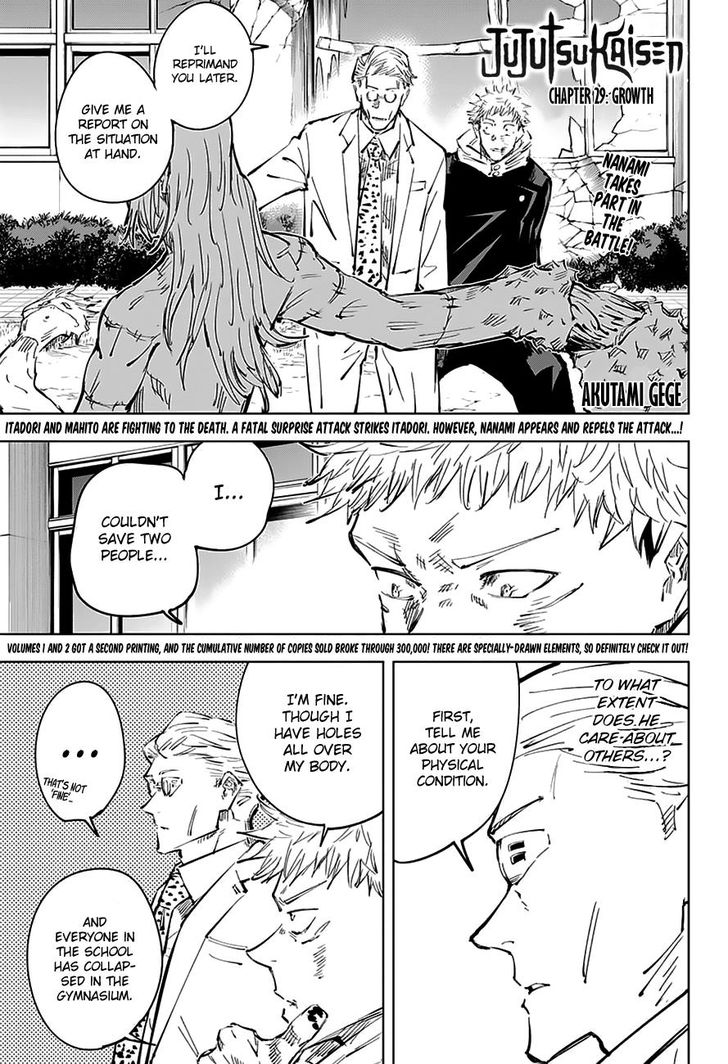 JUJUTSU KAISEN
CHAPTER 29: GROWTH
NANAMI
TAKES
PART IN
THE
BATTLE!!
I'LL
REPRIMAND
YOU LATER.
GIVE ME A
REPORT ON
THE SITUATION
AT HAND.
AKUTAMI GEGE
ITADORI AND MAHITO ARE FIGHTING TO THE DEATH. A FATAL SURPRISE ATTACK STRIKES ITADORI. HOWEVER, NANAMI APPEARS AND REPELS THE ATTACK...!
I...
COULDN'T
SAVE TWO
PEOPLE...
VOLUMES 1 AND 2 GOT A SECOND PRINTING, AND THE CUMULATIVE NUMBER OF COPIES SOLD BROKE THROUGH 300,000! THERE ARE SPECIALLY-DRAWN ELEMENTS, SO DEFINITELY CHECK IT OUT!
TO WHAT
EXTENT
DOES HE
CARE ABOUT
OTHERS...?
FIRST,
TELL ME
ABOUT YOUR
PHYSICAL
CONDITION.
I'M FINE.
THOUGH I
HAVE HOLES
ALL OVER
MY BODY.
...
THAT'S NOT
"FINE"...
AND
EVERYONE IN
THE SCHOOL
HAS COLLAP-
SED IN THE
GYMNASIUM.